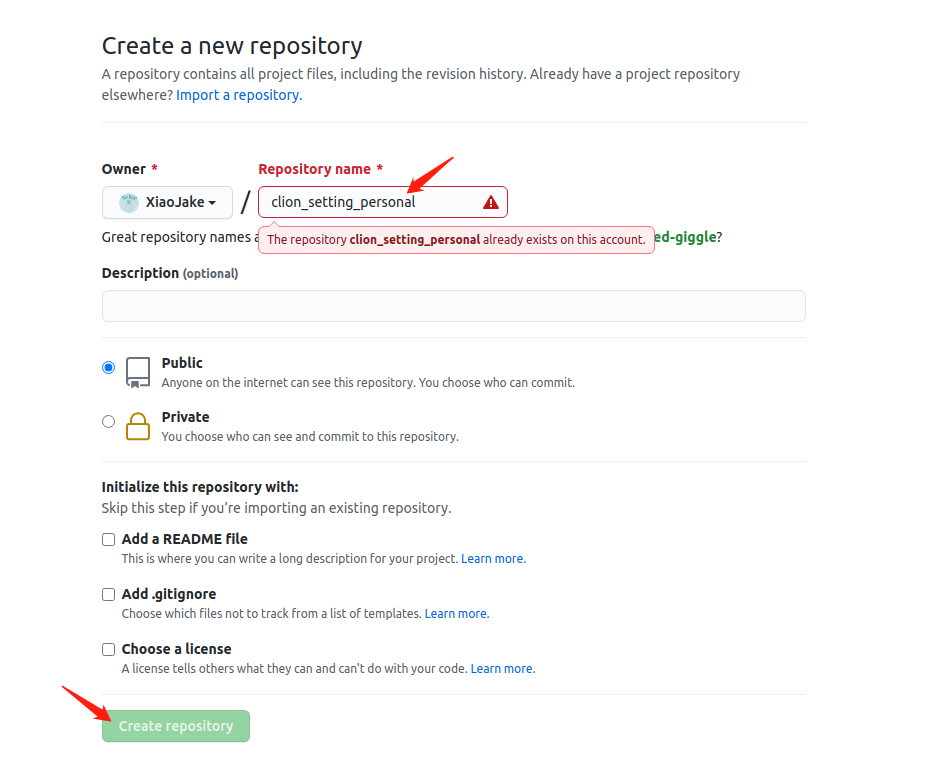 Create a new repository
A repository contains all project files, including the revision history. Already have a project repository
elsewhere? Import a repository.
Owner *
Repository name *
XiaoJake
/
clion_setting_personal
Great repository names a
The repository clion_setting_personal already exists on this account.
ed-giggle?
Description (optional)
Public
Anyone on the internet can see this repository. You choose who can commit.
Private
You choose who can see and commit to this repository.
Initialize this repository with:
Skip this step if you’re importing an existing repository.
Add a README file
This is where you can write a long description for your project. Learn more.
Add .gitignore
Choose which files not to track from a list of templates. Learn more.
Choose a license
A license tells others what they can and can't do with your code. Learn more.
Create repository